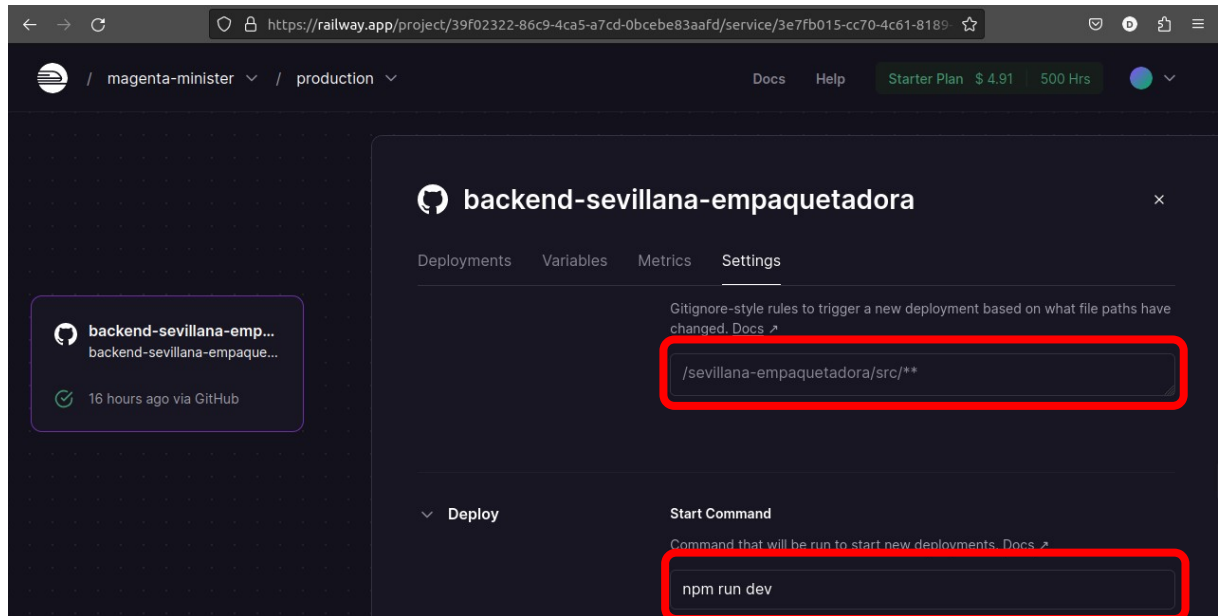 https://railway.app/project/39f02322-86c9-4ca5-a7cd-0bcebe83aafd/service/3e7fb015-cc70-4c61-8189-
D
/ magenta-minister / production
Docs Help Starter Plan $ 4.91 500 Hrs
backend-sevillana-empaquetadora
Deployments Variables Metrics Settings
Gitignore-style rules to trigger a new deployment based on what file paths have
changed. Docs ↗
/sevillana-empaquetadora/src/**
backend-sevillana-emp...
backend-sevillana-empaque...
16 hours ago via GitHub
Deploy
Start Command
Command that will be run to start new deployments. Docs ↗
npm run dev